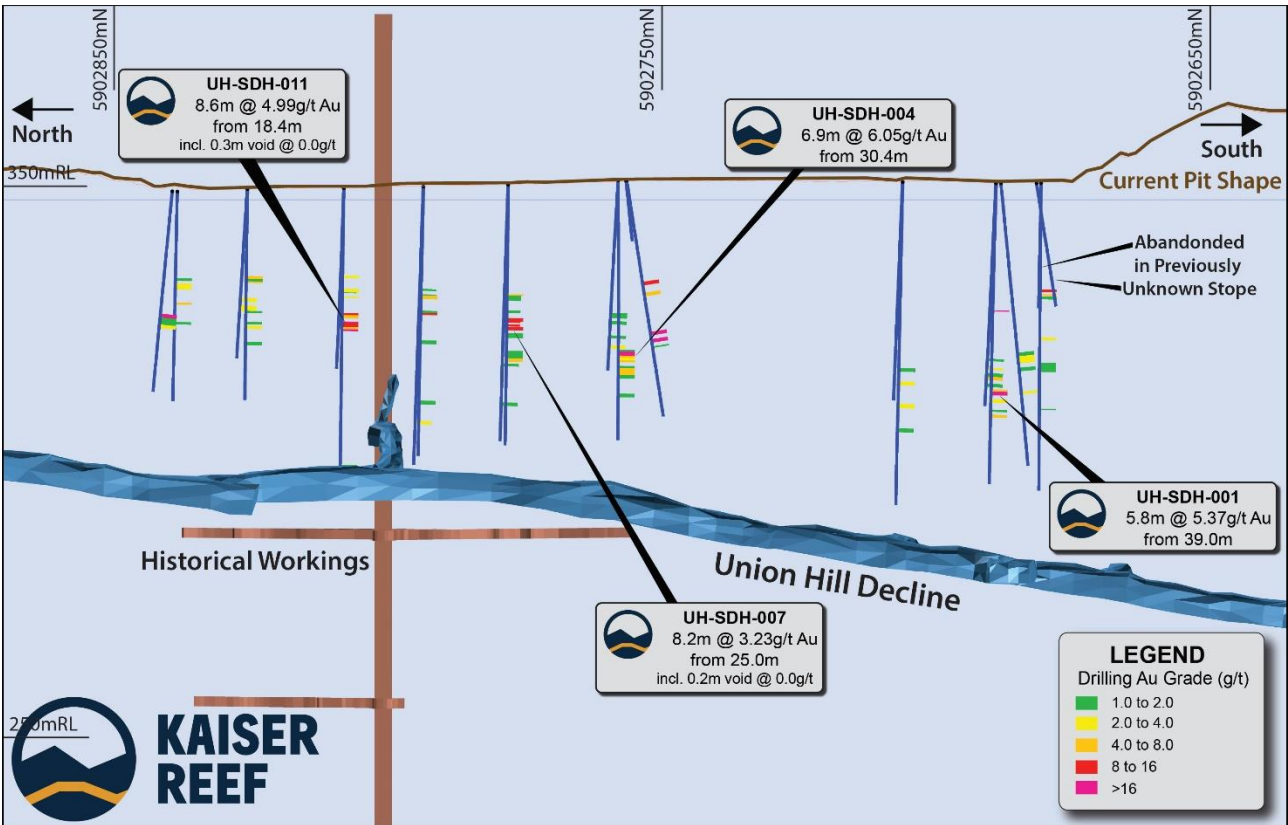 5902850mN
5902750mN
5902650mN
North
South
UH-SDH-011
8.6m @ 4.99g/t Au
from 18.4m
incl. 0.3m void @ 0.0g/t
UH-SDH-004
6.9m @ 6.05g/t Au
from 30.4m
350mRL
Current Pit Shape
Abandonded
in Previously
Unknown Stope
UH-SDH-001
5.8m @ 5.37g/t Au
from 39.0m
Historical Workings
Union Hill Decline
UH-SDH-007
8.2m @ 3.23g/t Au
from 25.0m
incl. 0.2m void @ 0.0g/t
LEGEND
Drilling Au Grade (g/t)
1.0 to 2.0
2.0 to 4.0
4.0 to 8.0
8 to 16
>16
250mRL
KAISER
REEF